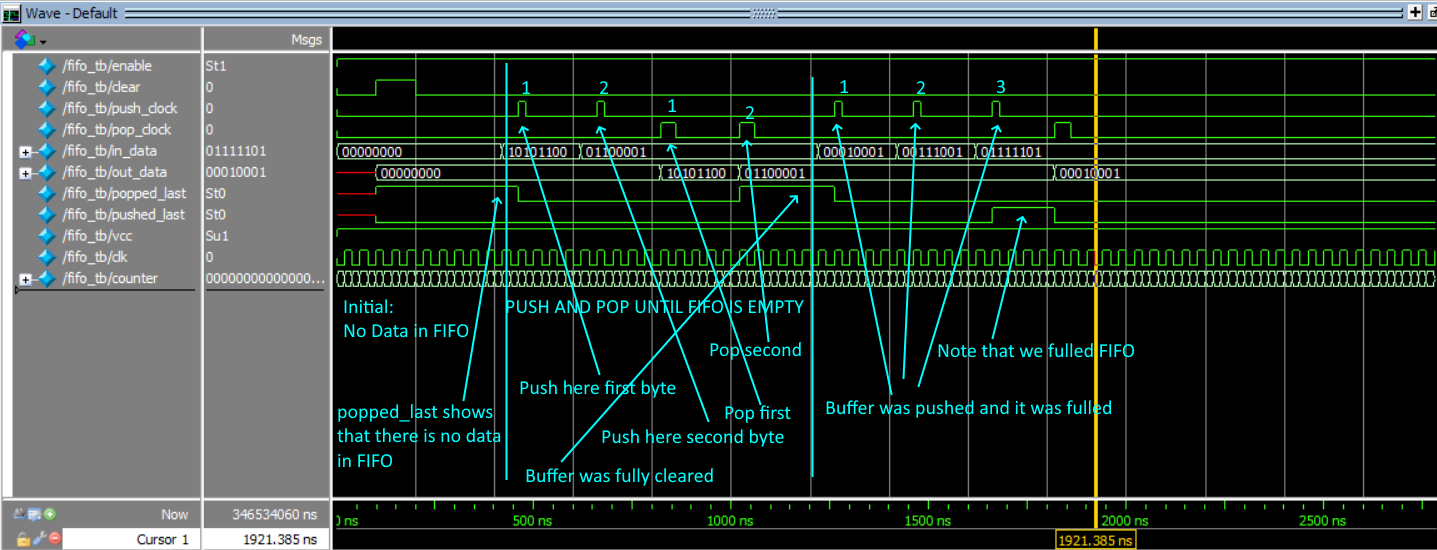 Wave - Default
Msgs
/fifo_tb/enable St1
/fifo_tb/clear 0
/fifo_tb/push_clock 0
/fifo_tb/pop_clock 0
/fifo_tb/in_data 01111101
/fifo_tb/out_data 00010001
/fifo_tb/popped_last St0
/fifo_tb/pushed_last St0
/fifo_tb/vcc Su1
/fifo_tb/clk 0
/fifo_tb/counter 00000000000000...
1 2 1 2 3
1 2
00000000 10101100 01100001 00010001 00111001 01111101
00000000 10101100 01100001 00010001
Initial:
No Data in FIFO
PUSH AND POP UNTIL FIFO IS EMPTY
Pop second
Note that we fulled FIFO
Push here first byte
popped_last shows
that there is no data
in FIFO
Pop first
Buffer was pushed and it was fulled
Push here second byte
Buffer was fully cleared
Now 346534060 ns
Cursor 1 1921.385 ns
ns 500 ns 1000 ns 1500 ns 2000 ns 2500 ns
1921.385 ns